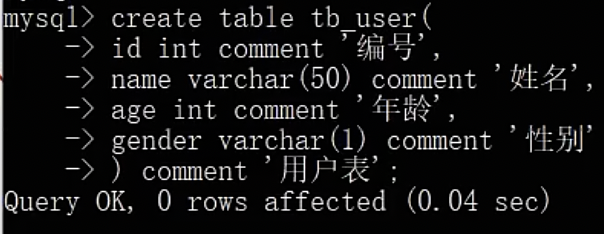 mysql> create table tb_user(
    -> id int comment '编号',
    -> name varchar(50) comment '姓名',
    -> age int comment '年龄',
    -> gender varchar(1) comment '性别'
    -> ) comment '用户表';
Query OK, 0 rows affected (0.04 sec)